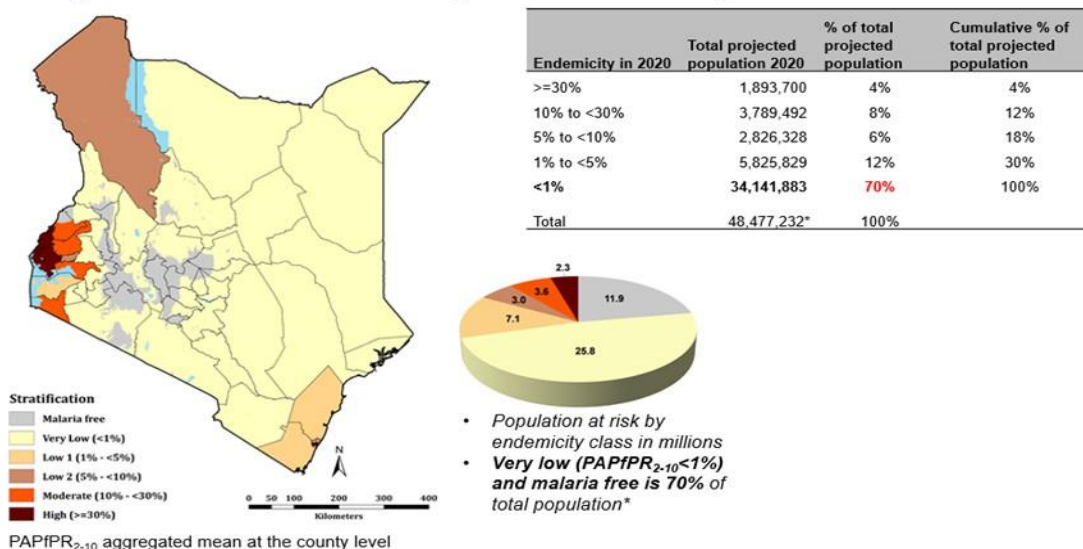 Endemicity in 2020 Total projected population 2020 % of total projected population Cumulative % of total projected population
>=30% 1,893,700 4% 4%
10% to <30% 3,789,492 8% 12%
5% to <10% 2,826,328 6% 18%
1% to <5% 5,825,829 12% 30%
<1% 34,141,883 70% 100%
Total 48,477,232* 100%
2.3
3.6
3.0
11.9
7.1
25.8
• Population at risk by
endemicity class in millions
• Very low (PAPfPR2-10<1%)
and malaria free is 70% of
total population*
Stratification
Malaria free
Very Low (<1%)
Low 1 (1% - <5%)
Low 2 (5% - <10%)
Moderate (10% - <30%)
High (>=30%)
N
0 50 100 200 300 400
Kilometers
PAPfPR2-10 aggregated mean at the county level